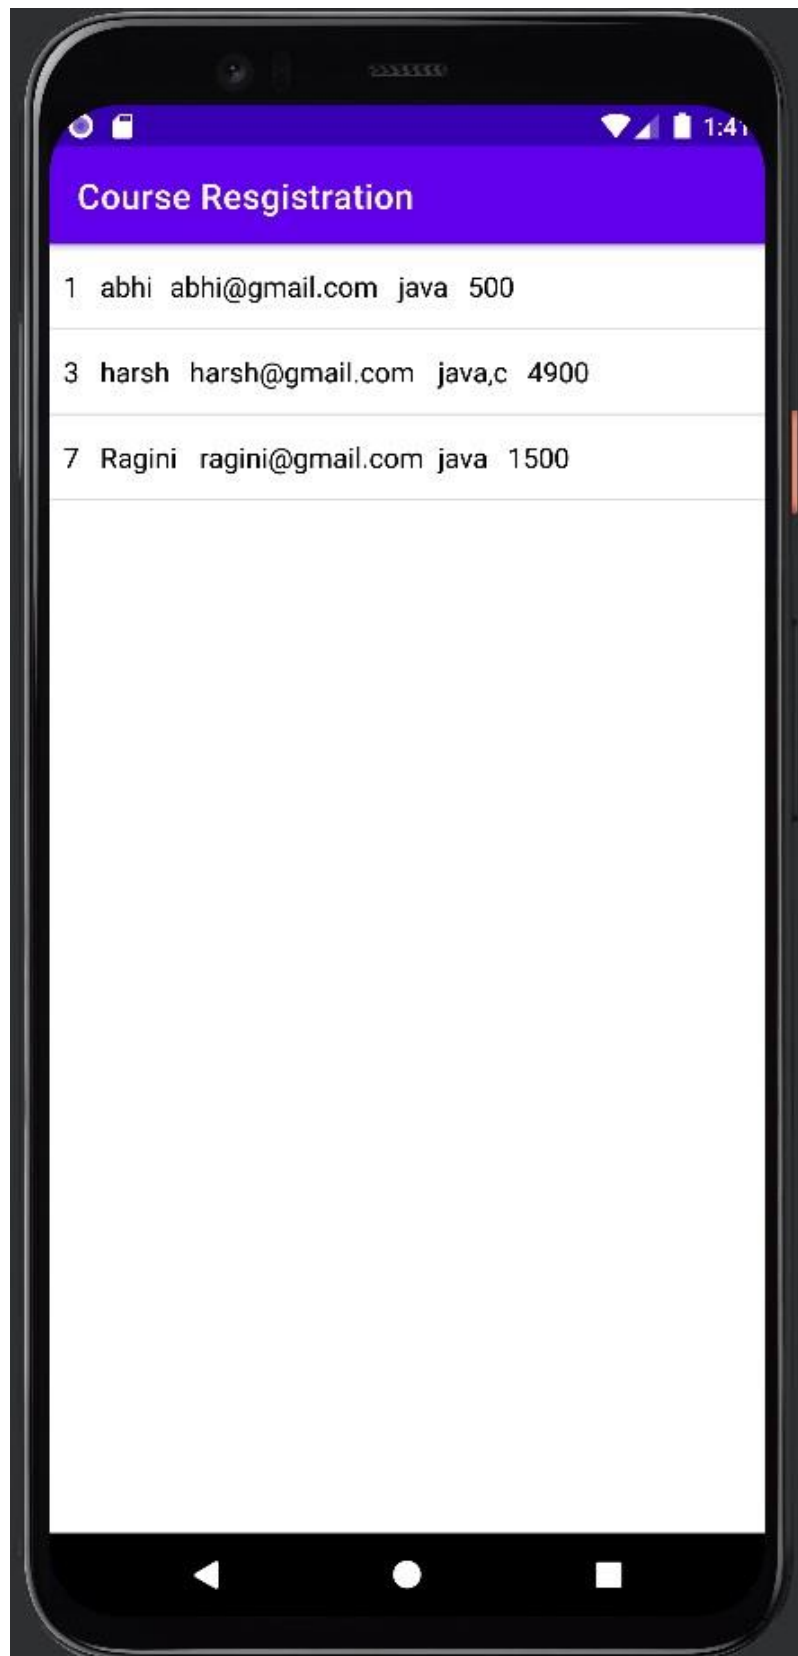 1:41
Course Resgistration
1 abhi abhi@gmail.com java 500
3 harsh harsh@gmail.com java,c 4900
7 Ragini ragini@gmail.com java 1500